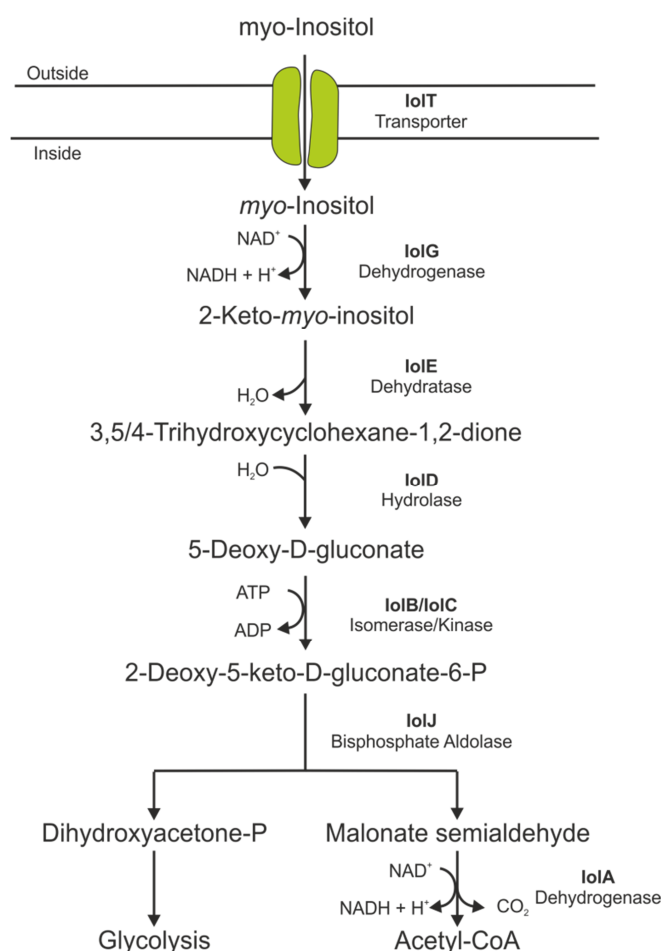 myo-Inositol
Outside
IolT
Transporter
Inside
myo-Inositol
NAD⁺
NADH + H⁺
IolG
Dehydrogenase
2-Keto-myo-inositol
H₂O
IolE
Dehydratase
3,5/4-Trihydroxycyclohexane-1,2-dione
H₂O
IolD
Hydrolase
5-Deoxy-D-gluconate
ATP
ADP
IolB/IolC
Isomerase/Kinase
2-Deoxy-5-keto-D-gluconate-6-P
IolJ
Bisphosphate Aldolase
Dihydroxyacetone-P
Malonate semialdehyde
NAD⁺
NADH + H⁺
CO₂
IolA
Dehydrogenase
Glycolysis
Acetyl-CoA